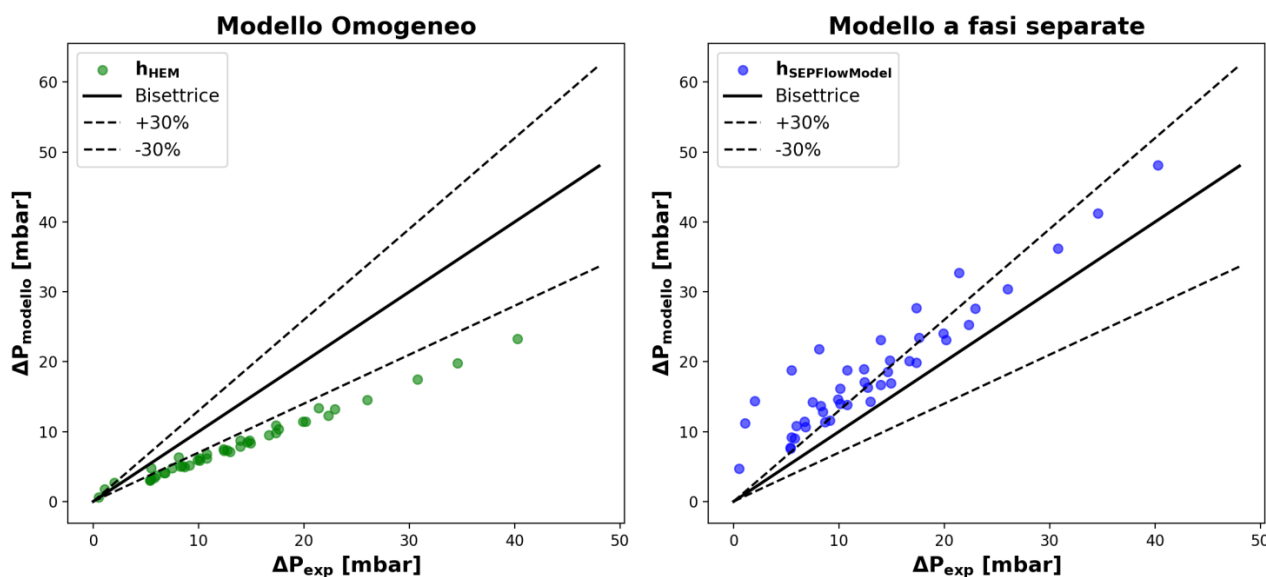 Modello Omogeneo
h_HEM
Bisettrice
+30%
-30%
60
50
40
30
20
10
0
ΔP_modello [mbar]
0 10 20 30 40 50
ΔP_exp [mbar]
Modello a fasi separate
h_SEPFlowModel
Bisettrice
+30%
-30%
60
50
40
30
20
10
0
ΔP_modello [mbar]
0 10 20 30 40 50
ΔP_exp [mbar]